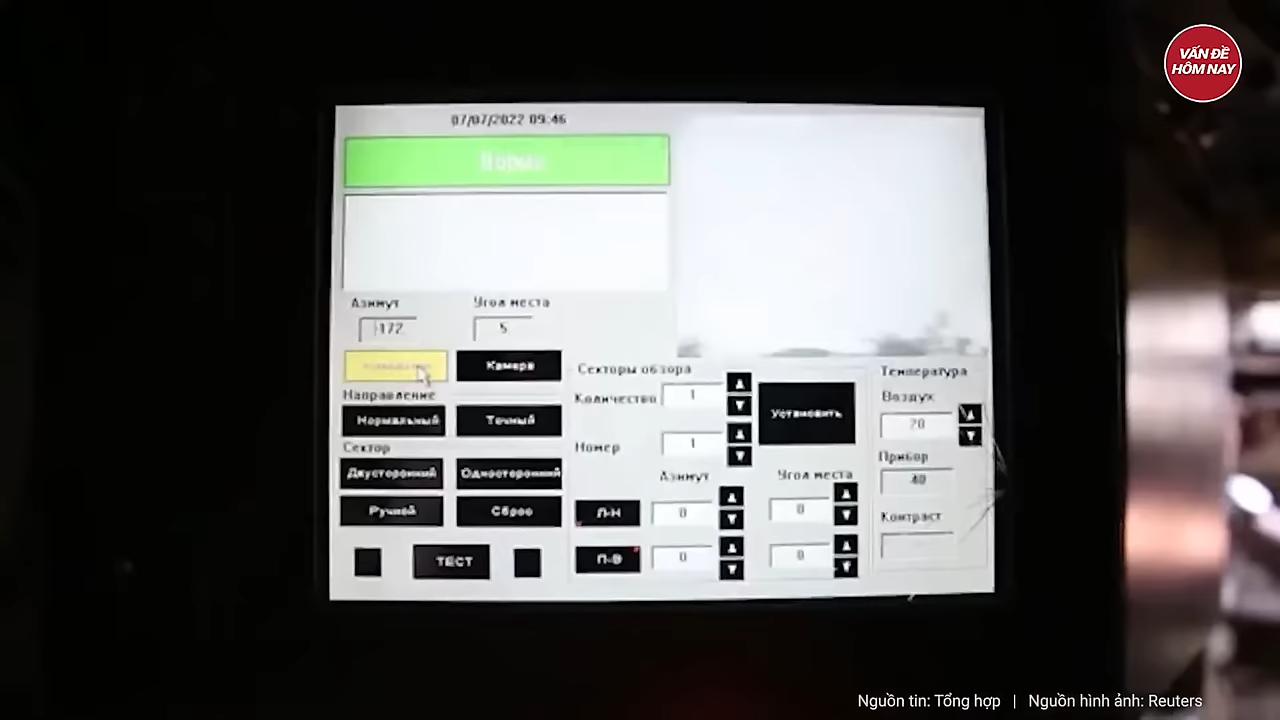 VẤN ĐỀ
HÔM NAY
07/07/2022 09:46
Норма
Азимут
Угол места
-172
5
Камера
Направление
Нормальный
Точный
Сектор
Двусторонний
Односторонний
Ручной
Сброс
ТЕСТ
Секторы обзора
Количество
1
Номер
1
Установить
Азимут
Угол места
Л-Н
0
0
П-В
0
0
Температура
Воздух
20
Прибор
40
Контраст
Nguồn tin: Tổng hợp | Nguồn hình ảnh: Reuters